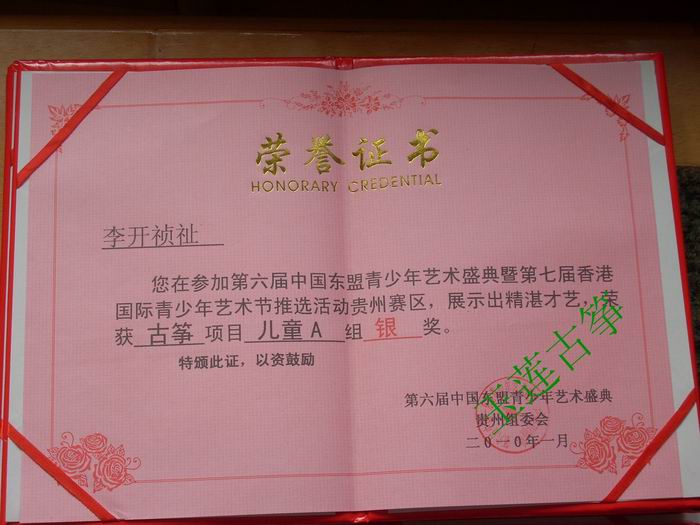 荣誉证书
HONORARY CREDENTIAL
李开祯祉
您在参加第六届中国东盟青少年艺术盛典暨第七届香港
国际青少年艺术节推选活动贵州赛区，展示出精湛才艺，荣
获 古筝 项目 儿童A 组 银 奖。
特颁此证，以资鼓励
第六届中国东盟青少年艺术盛典
贵州组委会
二0一0年一月
玉莲古筝